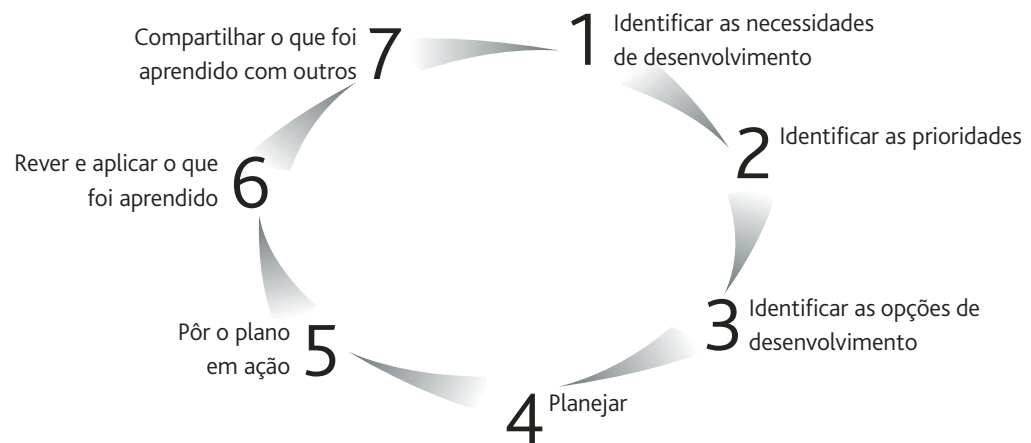 1 Identificar as necessidades
de desenvolvimento
2 Identificar as prioridades
3 Identificar as opções de
desenvolvimento
4 Planejar
5 Pôr o plano
em ação
6 Rever e aplicar o que
foi aprendido
7 Compartilhar o que foi
aprendido com outros